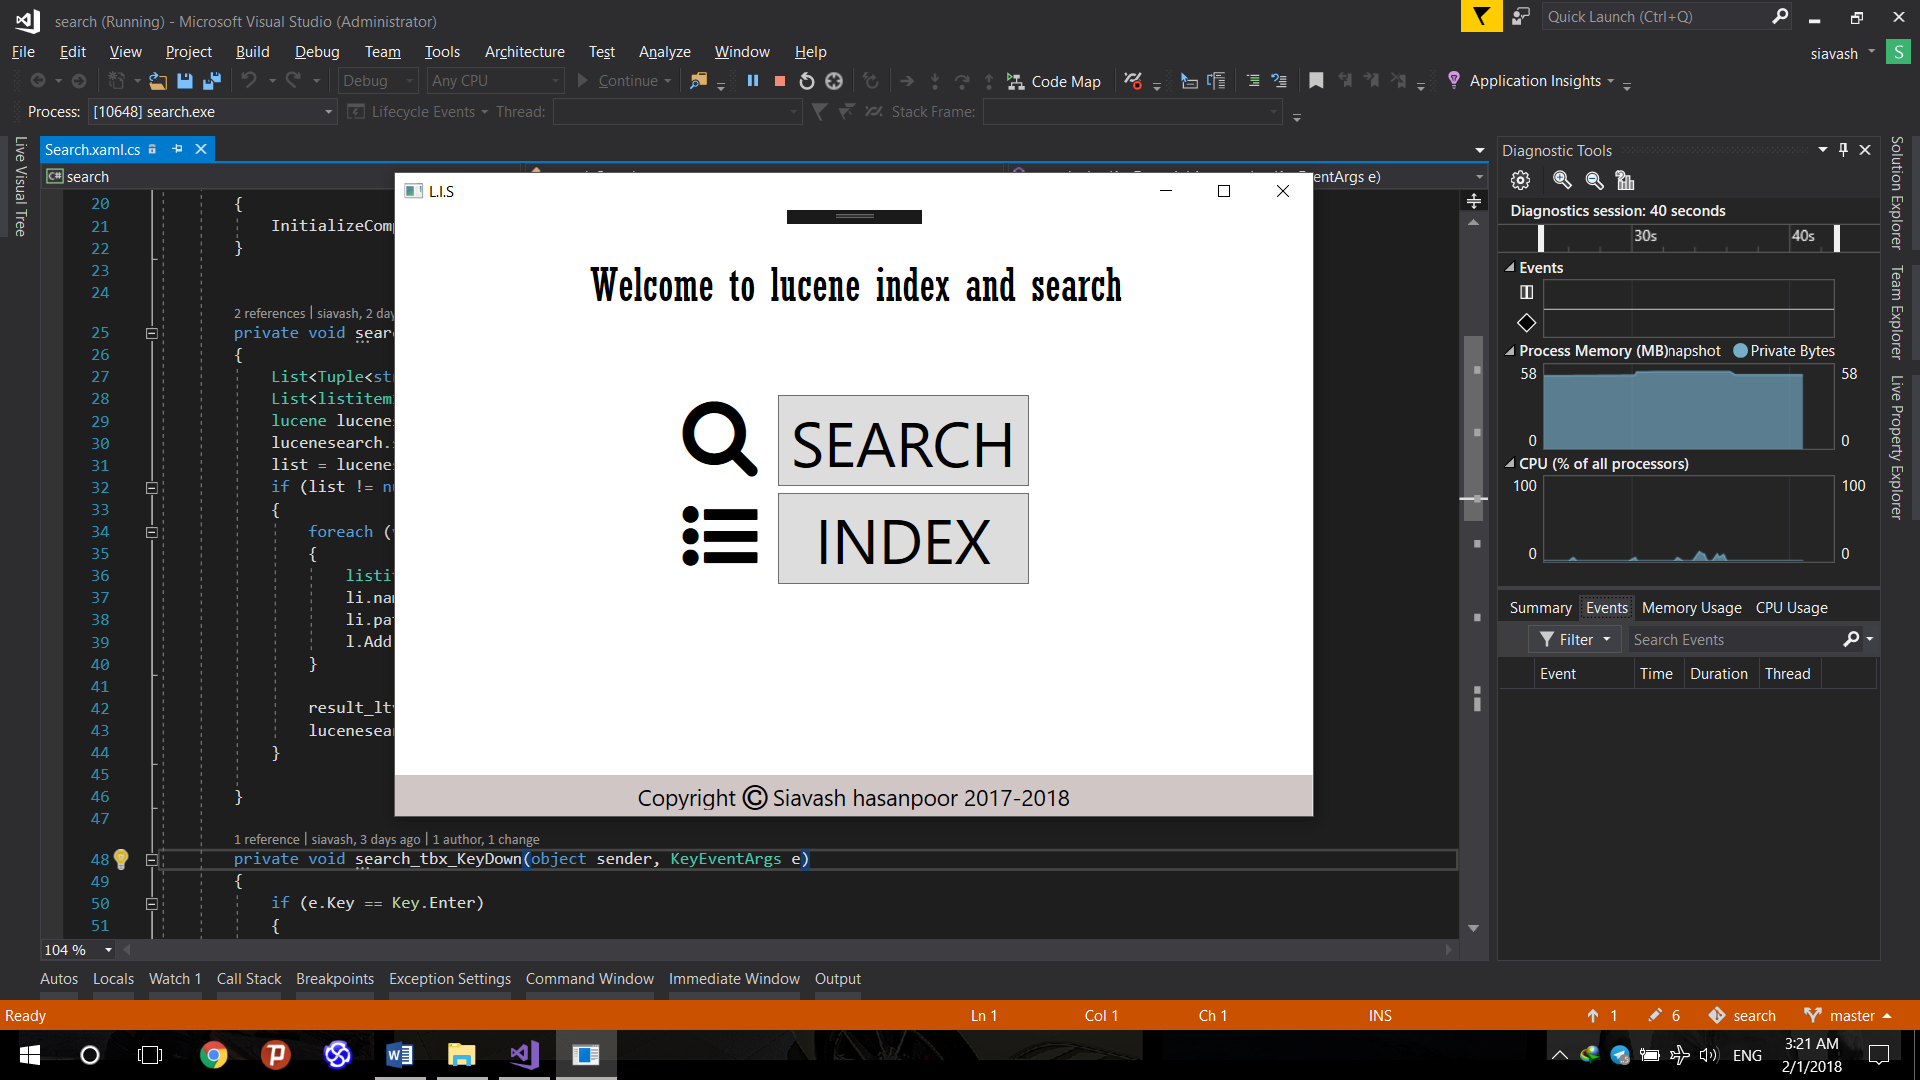 search (Running) - Microsoft Visual Studio (Administrator)
Quick Launch (Ctrl+Q)
File Edit View Project Build Debug Team Tools Architecture Test Analyze Window Help
siavash S
Debug Any CPU Continue Code Map Application Insights
Process: [10648] search.exe Lifecycle Events Thread: Stack Frame:
Live Visual Tree
Search.xaml.cs
C# search
EventArgs e)
20 {
21 InitializeComp
22 }
23
24
2 references | siavash, 2 day
25 private void sear
26 {
27 List<Tuple<st
28 List<listitem
29 lucene lucenes
30 lucenesearch.
31 list = lucenes
32 if (list != nu
33 {
34 foreach (
35 {
36 listi
37 li.nam
38 li.pa
39 l.Add
40 }
41
42 result_lt
43 lucenesea
44 }
45
46 }
47
1 reference | siavash, 3 days ago | 1 author, 1 change
48 private void search_tbx_KeyDown(object sender, KeyEventArgs e)
49 {
50 if (e.Key == Key.Enter)
51 {
104 %
L.I.S
Welcome to lucene index and search
SEARCH
INDEX
Copyright © Siavash hasanpoor 2017-2018
Diagnostic Tools
Diagnostics session: 40 seconds
30s 40s
Events
Process Memory (MB) napshot Private Bytes
58 58
0 0
CPU (% of all processors)
100 100
0 0
Summary Events Memory Usage CPU Usage
Filter Search Events
Event Time Duration Thread
Solution Explorer
Team Explorer
Live Property Explorer
Autos Locals Watch 1 Call Stack Breakpoints Exception Settings Command Window Immediate Window Output
Ready Ln 1 Col 1 Ch 1 INS 1 6 search master
ENG 3:21 AM
2/1/2018